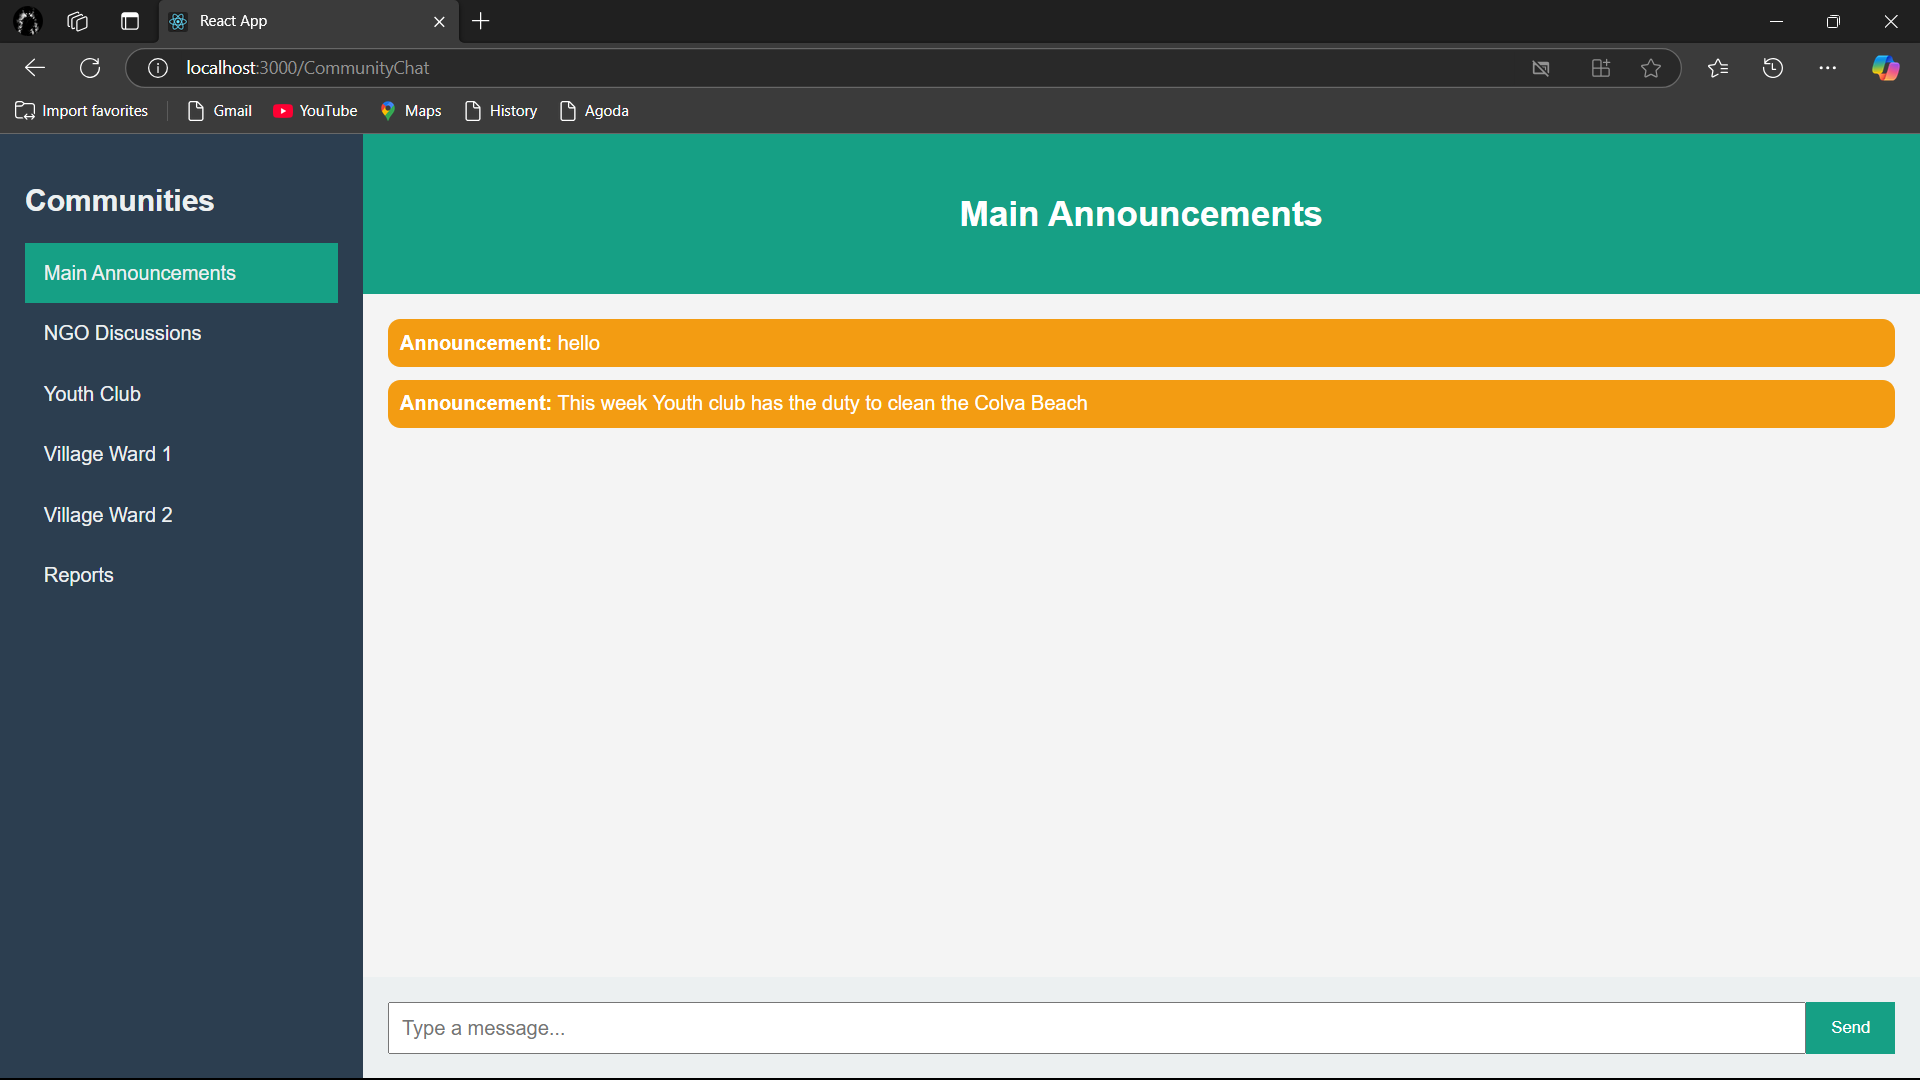 React App
localhost:3000/CommunityChat
Import favorites Gmail YouTube Maps History Agoda
Communities
Main Announcements
NGO Discussions
Youth Club
Village Ward 1
Village Ward 2
Reports
Main Announcements
Announcement: hello
Announcement: This week Youth club has the duty to clean the Colva Beach
Type a message...
Send